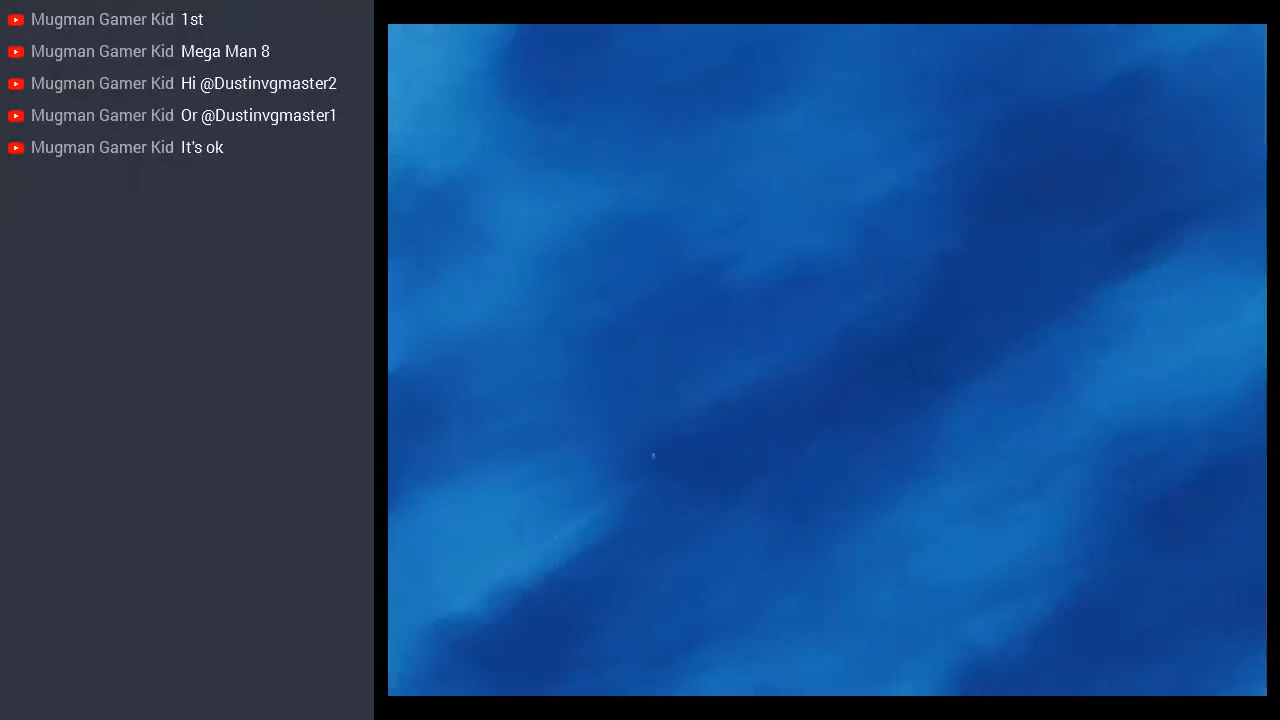 Mugman Gamer Kid 1st
Mugman Gamer Kid Mega Man 8
Mugman Gamer Kid Hi @Dustinvgmaster2
Mugman Gamer Kid Or @Dustinvgmaster1
Mugman Gamer Kid It's ok